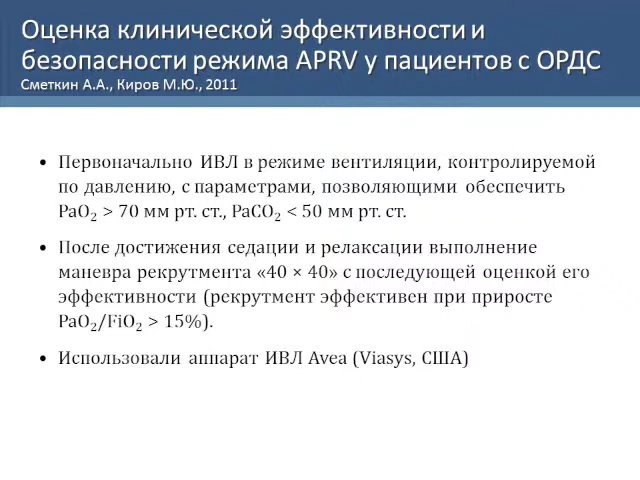 Оценка клинической эффективности и
безопасности режима APRV у пациентов с ОРДС
Сметкин А.А., Киров М.Ю., 2011
• Первоначально ИВЛ в режиме вентиляции, контролируемой
по давлению, с параметрами, позволяющими обеспечить
PaO₂ > 70 мм рт. ст., PaCO₂ < 50 мм рт. ст.
• После достижения седации и релаксации выполнение
маневра рекрутмента «40 × 40» с последующей оценкой его
эффективности (рекрутмент эффективен при приросте
PaO₂/FiO₂ > 15%).
• Использовали аппарат ИВЛ Avea (Viasys, США)